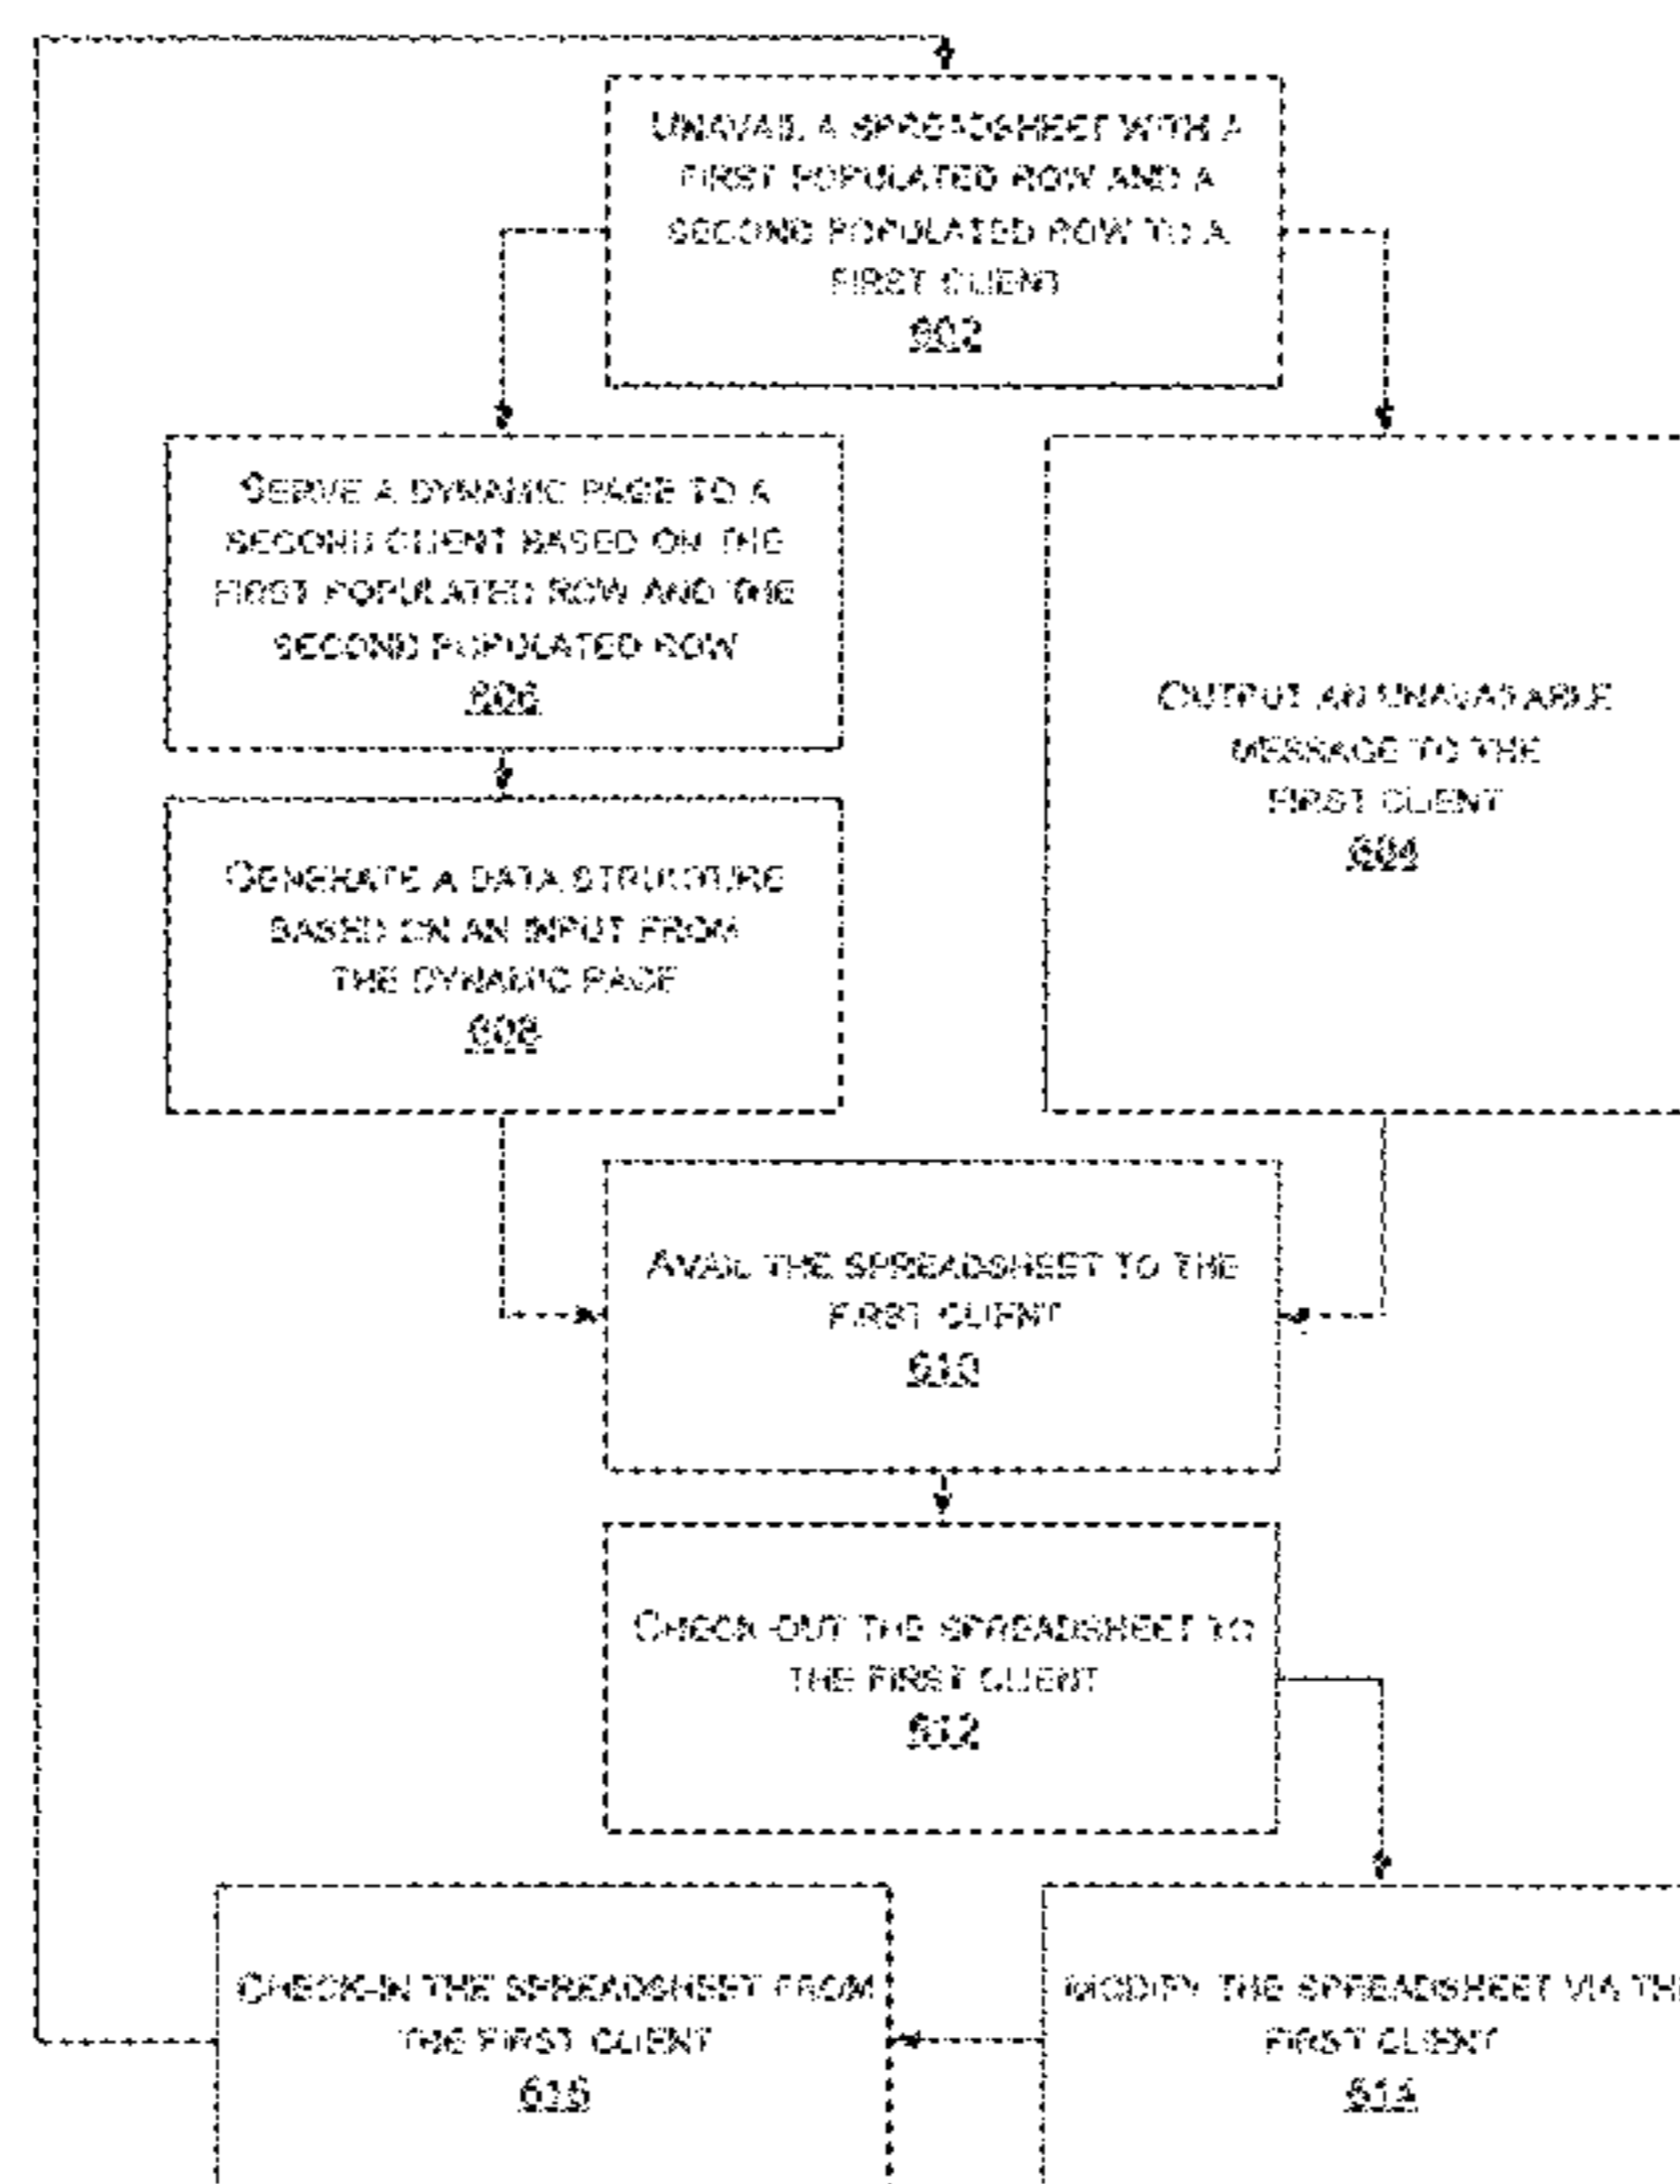 UNAVAIL A SPREADSHEET WITH A
FIRST POPULATED ROW AND A
SECOND POPULATED ROW TO A
FIRST CLIENT
602
SERVE A DYNAMIC PAGE TO A
SECOND CLIENT BASED ON THE
FIRST POPULATED ROW AND THE
SECOND POPULATED ROW
606
OUTPUT AN UNAVAILABLE
MESSAGE TO THE
FIRST CLIENT
604
GENERATE A DATA STRUCTURE
BASED ON AN INPUT FROM
THE DYNAMIC PAGE
608
AVAIL THE SPREADSHEET TO THE
FIRST CLIENT
610
CHECK-OUT THE SPREADSHEET TO
THE FIRST CLIENT
612
CHECK-IN THE SPREADSHEET FROM
THE FIRST CLIENT
616
MODIFY THE SPREADSHEET VIA TH
FIRST CLIENT
614